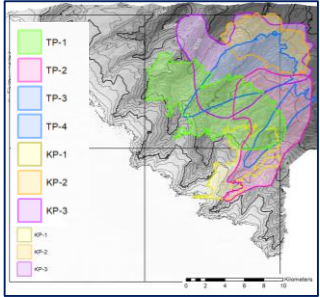 TP-1
TP-2
TP-3
TP-4
KP-1
KP-2
KP-3
KP-1
KP-2
KP-3
Kilometers
0 2 4 6 8 10